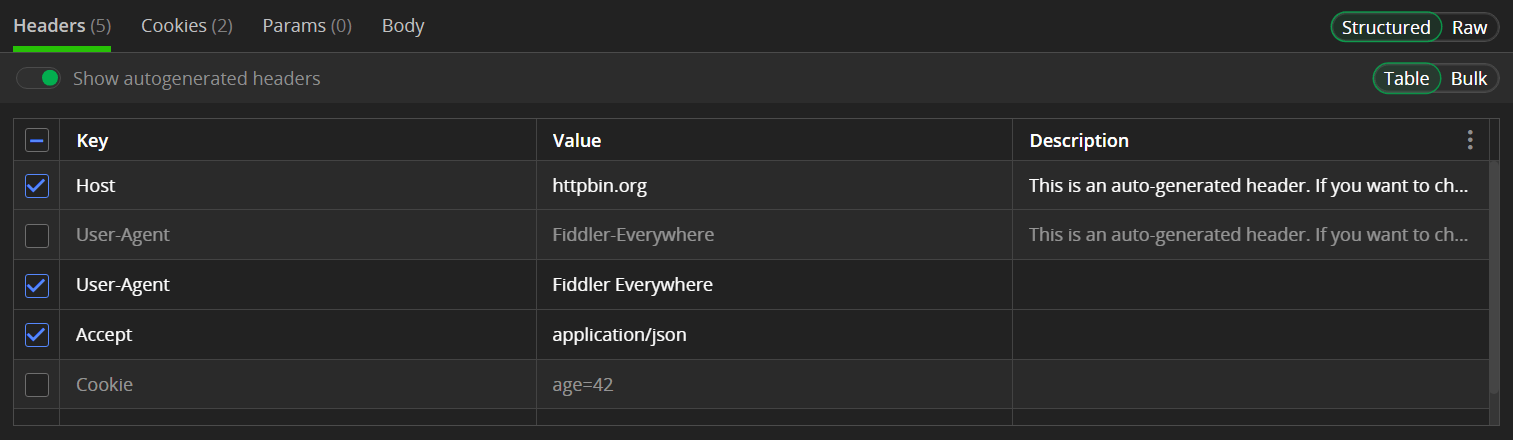 Headers (5) Cookies (2) Params (0) Body Structured Raw
Show autogenerated headers Table Bulk
Key Value Description
Host httpbin.org This is an auto-generated header. If you want to ch...
User-Agent Fiddler-Everywhere This is an auto-generated header. If you want to ch...
User-Agent Fiddler Everywhere
Accept application/json
Cookie age=42